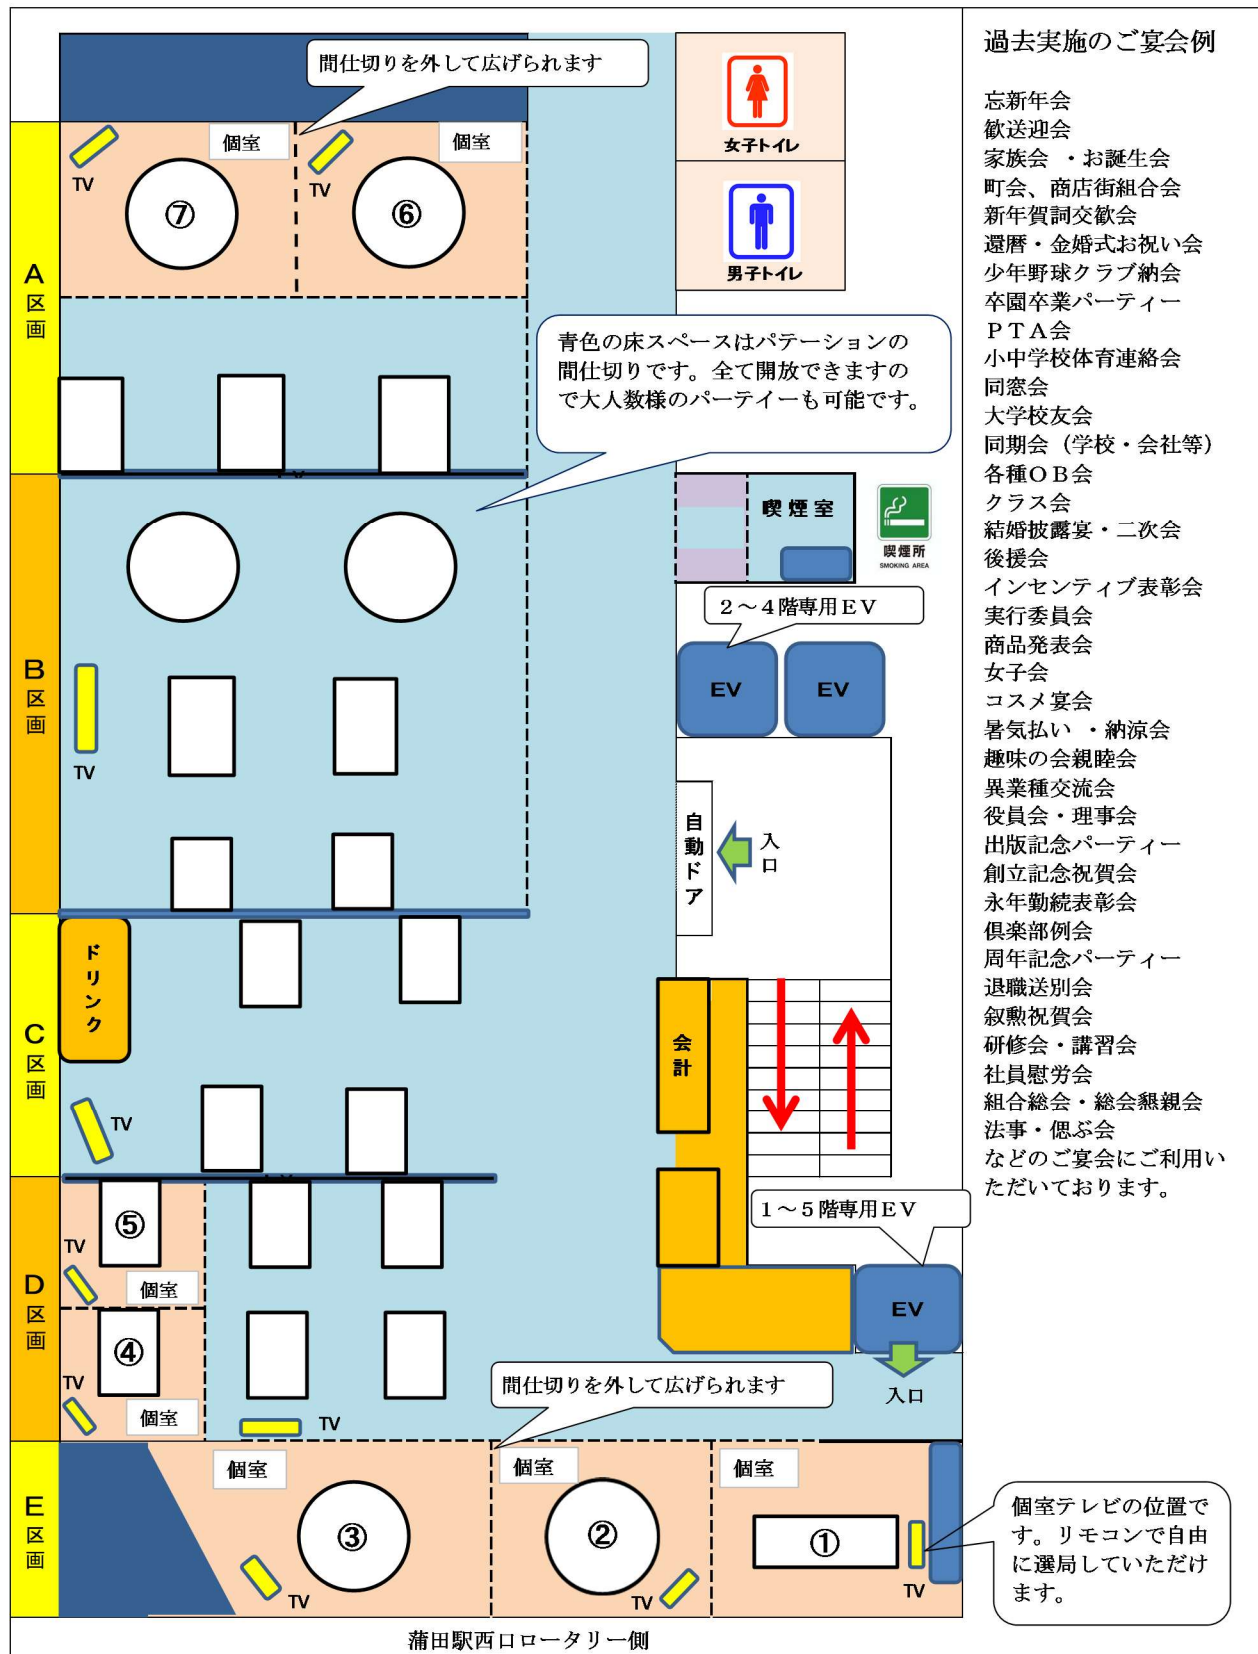 間仕切りを外して広げられます
個室
個室
TV
TV
⑦
⑥
A
区
画
女子トイレ
男子トイレ
青色の床スペースはパテーションの
間仕切りです。全て開放できますの
で大人数様のパーテイーも可能です。
喫煙室
喫煙所
SMOKING AREA
2～4階専用EV
EV
EV
B
区
画
TV
自動ドア
入口
ドリンク
C
区
画
TV
会計
1～5階専用EV
⑤
TV
個室
D
区
画
④
TV
個室
TV
EV
入口
間仕切りを外して広げられます
E
区
画
個室
個室
個室
③
②
①
TV
TV
TV
個室テレビの位置で
す。リモコンで自由
に選局していただけ
ます。
蒲田駅西口ロータリー側
過去実施のご宴会例
忘新年会
歓送迎会
家族会 ・お誕生会
町会、商店街組合会
新年賀詞交歓会
還暦・金婚式お祝い会
少年野球クラブ納会
卒園卒業パーティー
ＰＴＡ会
小中学校体育連絡会
同窓会
大学校友会
同期会（学校・会社等）
各種ＯＢ会
クラス会
結婚披露宴・二次会
後援会
インセンティブ表彰会
実行委員会
商品発表会
女子会
コスメ宴会
暑気払い ・納涼会
趣味の会親睦会
異業種交流会
役員会・理事会
出版記念パーティー
創立記念祝賀会
永年勤続表彰会
倶楽部例会
周年記念パーティー
退職送別会
叙勲祝賀会
研修会・講習会
社員慰労会
組合総会・総会懇親会
法事・偲ぶ会
などのご宴会にご利用い
ただいております。